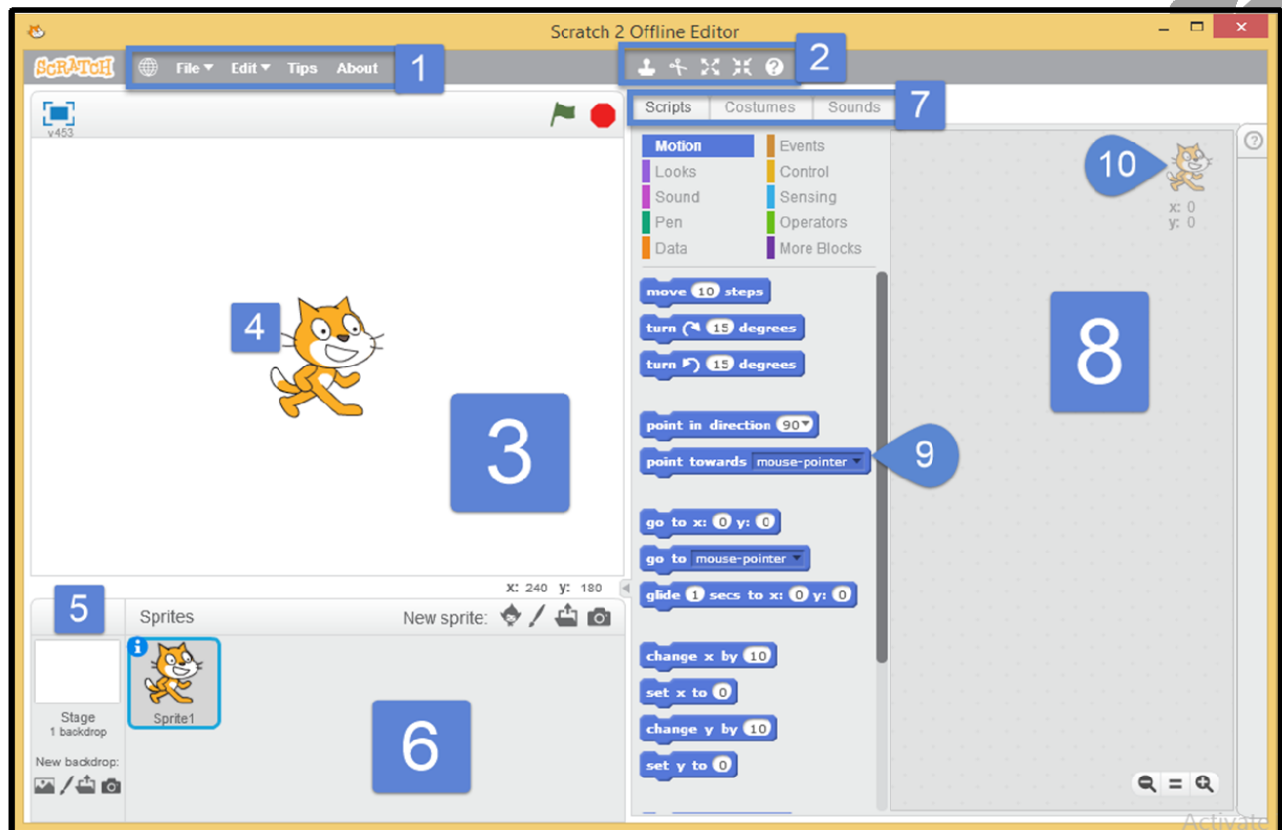 Scratch 2 Offline Editor
SCRATCH File Edit Tips About 1 2
v453
Scripts Costumes Sounds 7
Motion Events
Looks Control
Sound Sensing
Pen Operators
Data More Blocks
10
x: 0
y: 0
move 10 steps
turn 15 degrees
turn 15 degrees
point in direction 90
point towards mouse-pointer
9
8
go to x: 0 y: 0
go to mouse-pointer
glide 1 secs to x: 0 y: 0
change x by 10
set x to 0
change y by 10
set y to 0
4
3
x: 240 y: 180
5
Sprites New sprite:
Stage
1 backdrop
New backdrop:
Sprite1
6
Activate